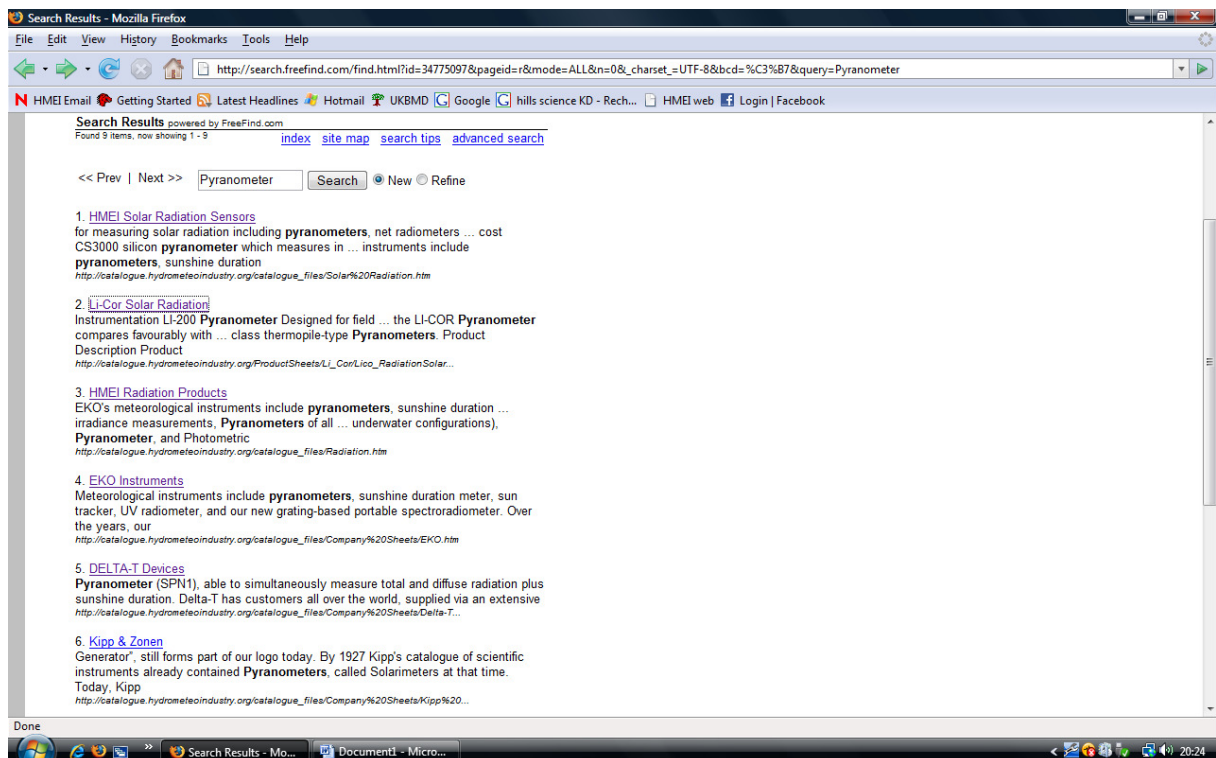 Search Results - Mozilla Firefox
File Edit View History Bookmarks Tools Help
http://search.freefind.com/find.html?id=34775097&pageid=r&mode=ALL&n=0&_charset_=UTF-8&bcd=%C3%B7&query=Pyranometer
HMEI Email Getting Started Latest Headlines Hotmail UKBMD Google hills science KD - Rech... HMEI web Login | Facebook
Search Results powered by FreeFind.com
Found 9 items, now showing 1 - 9
index site map search tips advanced search
<< Prev | Next >> Pyranometer Search New Refine
1. HMEI Solar Radiation Sensors
for measuring solar radiation including pyranometers, net radiometers ... cost
CS3000 silicon pyranometer which measures in ... instruments include
pyranometers, sunshine duration
http://catalogue.hydrometeoindustry.org/catalogue_files/Solar%20Radiation.htm
2. Li-Cor Solar Radiation
Instrumentation LI-200 Pyranometer Designed for field ... the LI-COR Pyranometer
compares favourably with ... class thermopile-type Pyranometers. Product
Description Product
http://catalogue.hydrometeoindustry.org/ProductSheets/Li_Cor/Lico_RadiationSolar...
3. HMEI Radiation Products
EKO's meteorological instruments include pyranometers, sunshine duration ...
irradiance measurements, Pyranometers of all ... underwater configurations),
Pyranometer, and Photometric
http://catalogue.hydrometeoindustry.org/catalogue_files/Radiation.htm
4. EKO Instruments
Meteorological instruments include pyranometers, sunshine duration meter, sun
tracker, UV radiometer, and our new grating-based portable spectroradiometer. Over
the years, our
http://catalogue.hydrometeoindustry.org/catalogue_files/Company%20Sheets/EKO.htm
5. DELTA-T Devices
Pyranometer (SPN1), able to simultaneously measure total and diffuse radiation plus
sunshine duration. Delta-T has customers all over the world, supplied via an extensive
http://catalogue.hydrometeoindustry.org/catalogue_files/Company%20Sheets/Delta-T...
6. Kipp & Zonen
Generator", still forms part of our logo today. By 1927 Kipp's catalogue of scientific
instruments already contained Pyranometers, called Solarimeters at that time.
Today, Kipp
http://catalogue.hydrometeoindustry.org/catalogue_files/Company%20Sheets/Kipp%20...
Done
Search Results - Mo... Document1 - Micro... 20:24